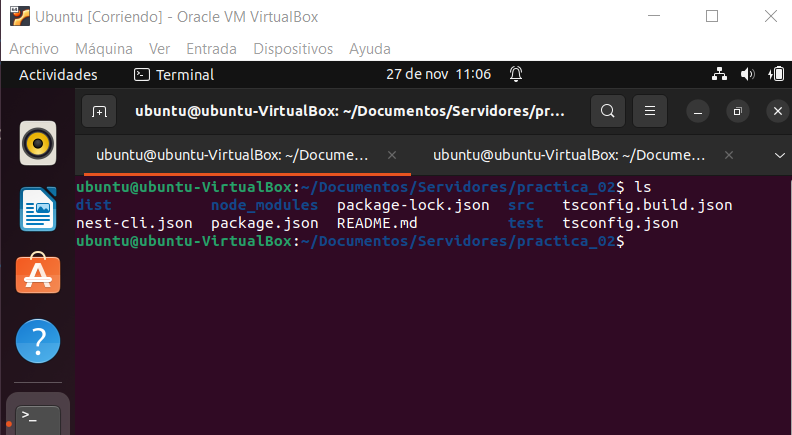 Ubuntu [Corriendo] - Oracle VM VirtualBox
Archivo Máquina Ver Entrada Dispositivos Ayuda
Actividades Terminal 27 de nov 11:06
ubuntu@ubuntu-VirtualBox: ~/Documentos/Servidores/pr...
ubuntu@ubuntu-VirtualBox: ~/Docume... ubuntu@ubuntu-VirtualBox: ~/Docume...
ubuntu@ubuntu-VirtualBox:~/Documentos/Servidores/practica_02$ ls
dist node_modules package-lock.json src tsconfig.build.json
nest-cli.json package.json README.md test tsconfig.json
ubuntu@ubuntu-VirtualBox:~/Documentos/Servidores/practica_02$